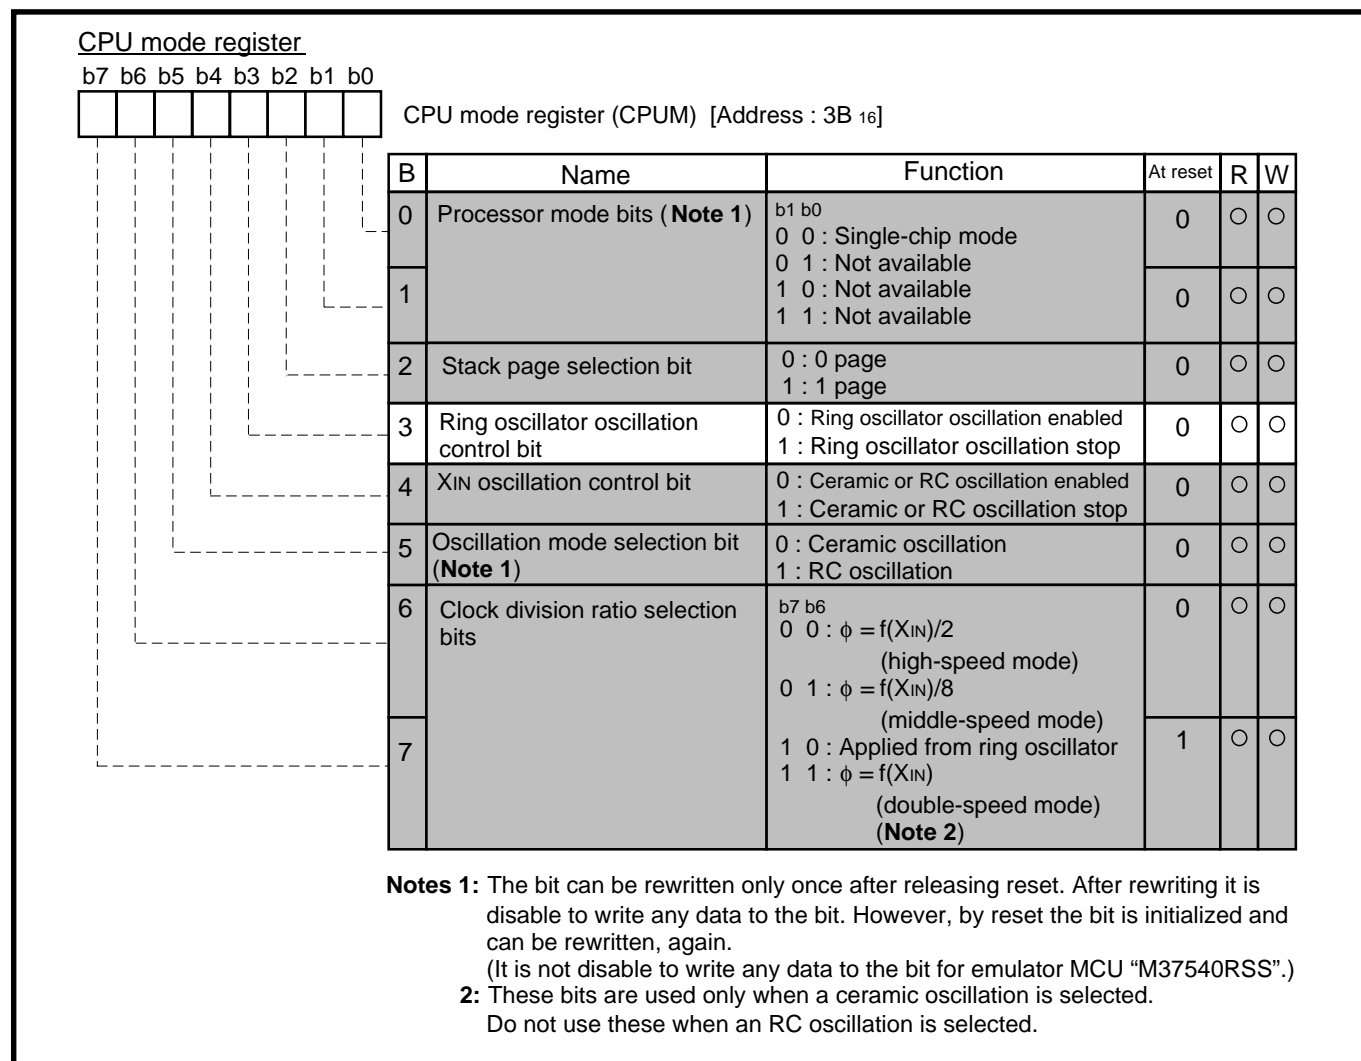 CPU mode register
b7 b6 b5 b4 b3 b2 b1 b0
CPU mode register (CPUM) [Address : 3B 16]
B Name Function At reset R W
0 Processor mode bits (Note 1) b1 b0 0 ○ ○
0 0 : Single-chip mode
0 1 : Not available
1 1 0 : Not available 0 ○ ○
1 1 : Not available
2 Stack page selection bit 0 : 0 page 0 ○ ○
1 : 1 page
3 Ring oscillator oscillation 0 : Ring oscillator oscillation enabled 0 ○ ○
control bit 1 : Ring oscillator oscillation stop
4 XIN oscillation control bit 0 : Ceramic or RC oscillation enabled 0 ○ ○
1 : Ceramic or RC oscillation stop
5 Oscillation mode selection bit 0 : Ceramic oscillation 0 ○ ○
(Note 1) 1 : RC oscillation
6 Clock division ratio selection b7 b6 0 ○ ○
bits 0 0 : ϕ = f(XIN)/2
(high-speed mode)
0 1 : ϕ = f(XIN)/8
(middle-speed mode)
7 1 0 : Applied from ring oscillator 1 ○ ○
1 1 : ϕ = f(XIN)
(double-speed mode)
(Note 2)
Notes 1: The bit can be rewritten only once after releasing reset. After rewriting it is
disable to write any data to the bit. However, by reset the bit is initialized and
can be rewritten, again.
(It is not disable to write any data to the bit for emulator MCU “M37540RSS”.)
2: These bits are used only when a ceramic oscillation is selected.
Do not use these when an RC oscillation is selected.